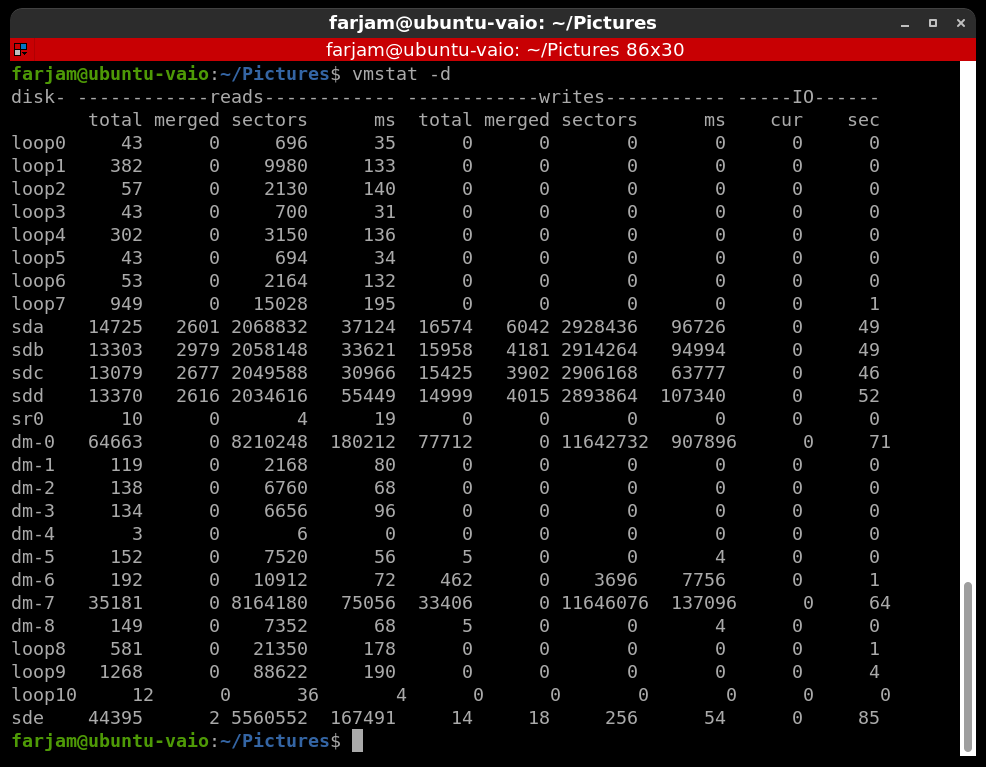 farjam@ubuntu-vaio: ~/Pictures
farjam@ubuntu-vaio: ~/Pictures 86x30
farjam@ubuntu-vaio:~/Pictures$ vmstat -d
disk- ------------reads------------ ------------writes----------- -----IO------
       total merged sectors      ms  total merged sectors      ms    cur    sec
loop0     43      0     696      35      0      0       0       0      0      0
loop1    382      0    9980     133      0      0       0       0      0      0
loop2     57      0    2130     140      0      0       0       0      0      0
loop3     43      0     700      31      0      0       0       0      0      0
loop4    302      0    3150     136      0      0       0       0      0      0
loop5     43      0     694      34      0      0       0       0      0      0
loop6     53      0    2164     132      0      0       0       0      0      0
loop7    949      0   15028     195      0      0       0       0      0      1
sda    14725   2601 2068832   37124  16574   6042 2928436   96726      0     49
sdb    13303   2979 2058148   33621  15958   4181 2914264   94994      0     49
sdc    13079   2677 2049588   30966  15425   3902 2906168   63777      0     46
sdd    13370   2616 2034616   55449  14999   4015 2893864  107340      0     52
sr0       10      0       4      19      0      0       0       0      0      0
dm-0   64663      0 8210248  180212  77712      0 11642732  907896      0     71
dm-1     119      0    2168      80      0      0       0       0      0      0
dm-2     138      0    6760      68      0      0       0       0      0      0
dm-3     134      0    6656      96      0      0       0       0      0      0
dm-4       3      0       6       0      0      0       0       0      0      0
dm-5     152      0    7520      56      5      0       0       4      0      0
dm-6     192      0   10912      72    462      0    3696    7756      0      1
dm-7   35181      0 8164180   75056  33406      0 11646076  137096      0     64
dm-8     149      0    7352      68      5      0       0       4      0      0
loop8    581      0   21350     178      0      0       0       0      0      1
loop9   1268      0   88622     190      0      0       0       0      0      4
loop10     12      0      36       4      0      0       0       0      0      0
sde    44395      2 5560552  167491     14     18     256      54      0     85
farjam@ubuntu-vaio:~/Pictures$